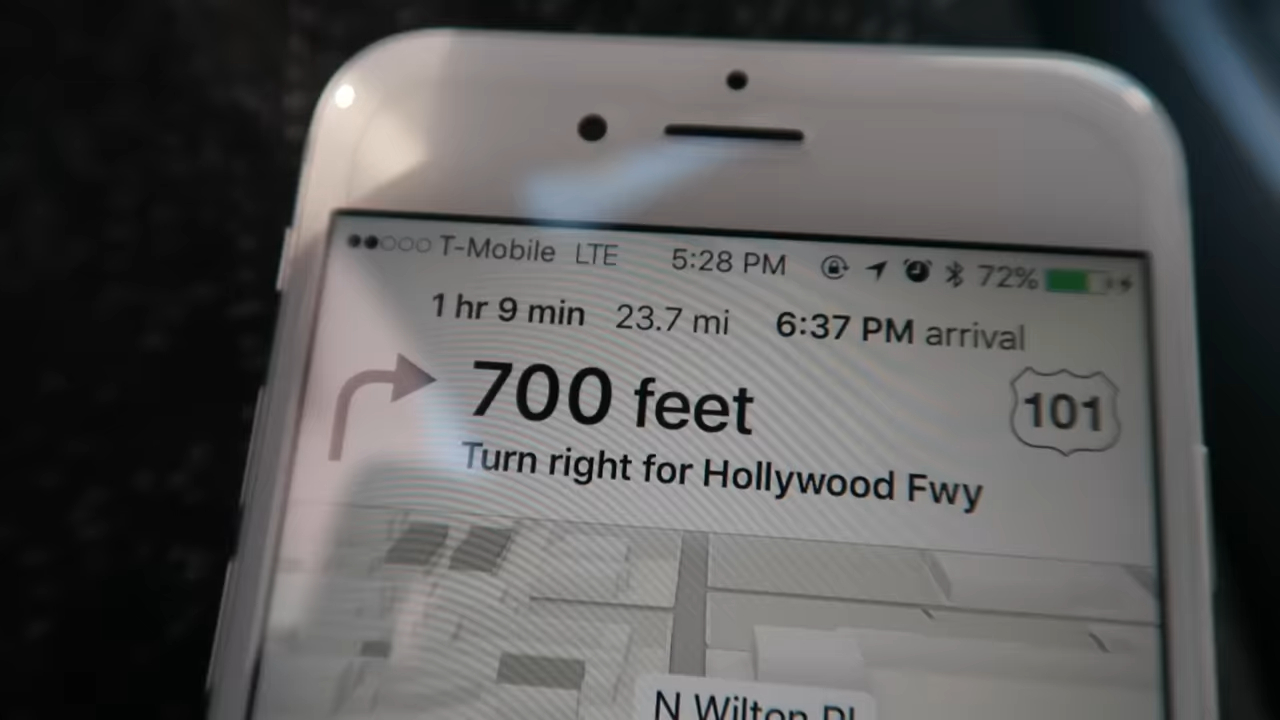 T-Mobile LTE 5:28 PM 72%
1 hr 9 min 23.7 mi 6:37 PM arrival
700 feet
101
Turn right for Hollywood Fwy
N Wilton Pl